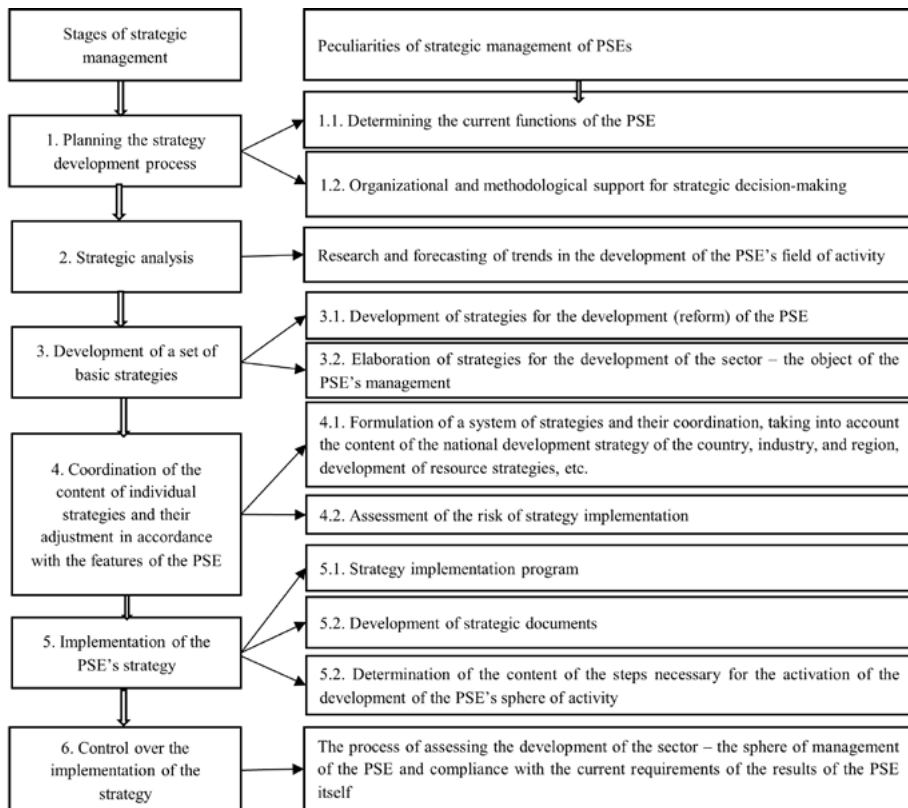 Stages of strategic
management
Peculiarities of strategic management of PSEs
1. Planning the strategy
development process
1.1. Determining the current functions of the PSE
1.2. Organizational and methodological support for strategic decision-making
2. Strategic analysis
Research and forecasting of trends in the development of the PSE's field of activity
3. Development of a set of
basic strategies
3.1. Development of strategies for the development (reform) of the PSE
3.2. Elaboration of strategies for the development of the sector – the object of the
PSE's management
4. Coordination of the
content of individual
strategies and their
adjustment in accordance
with the features of the PSE
4.1. Formulation of a system of strategies and their coordination, taking into account
the content of the national development strategy of the country, industry, and region,
development of resource strategies, etc.
4.2. Assessment of the risk of strategy implementation
5. Implementation of the
PSE's strategy
5.1. Strategy implementation program
5.2. Development of strategic documents
5.2. Determination of the content of the steps necessary for the activation of the
development of the PSE's sphere of activity
6. Control over the
implementation of the
strategy
The process of assessing the development of the sector – the sphere of management
of the PSE and compliance with the current requirements of the results of the PSE
itself